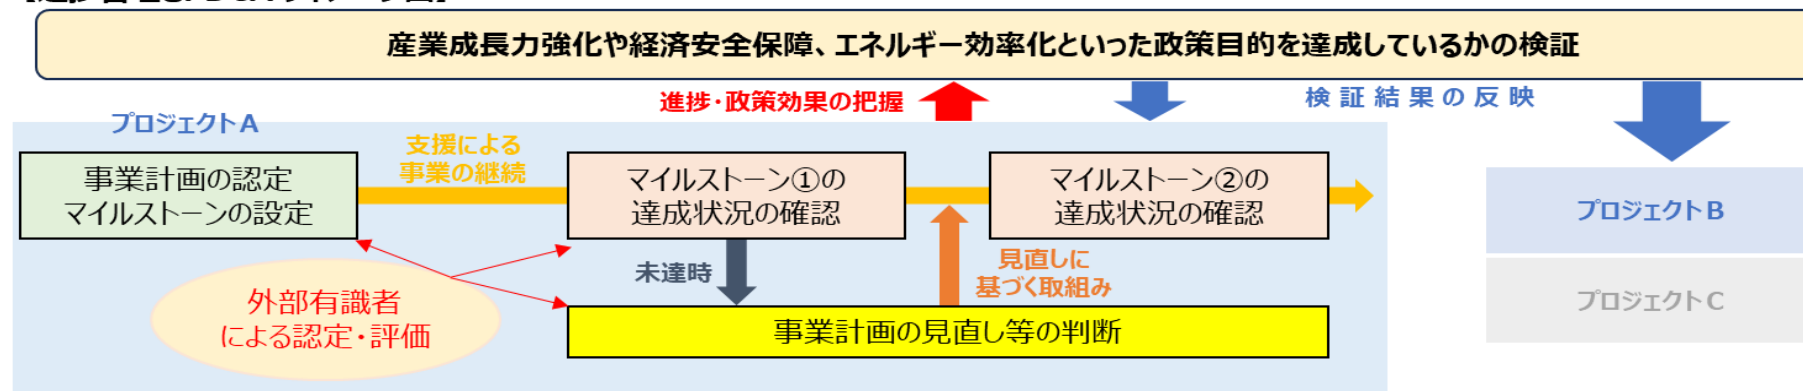 産業成長力強化や経済安全保障、エネルギー効率化といった政策目的を達成しているかの検証
進捗・政策効果の把握
検証結果の反映
プロジェクトA
支援による
事業の継続
事業計画の認定
マイルストーンの設定
マイルストーン①の
達成状況の確認
マイルストーン②の
達成状況の確認
プロジェクトB
未達時
見直しに
基づく取組み
外部有識者
による認定・評価
事業計画の見直し等の判断
プロジェクトC